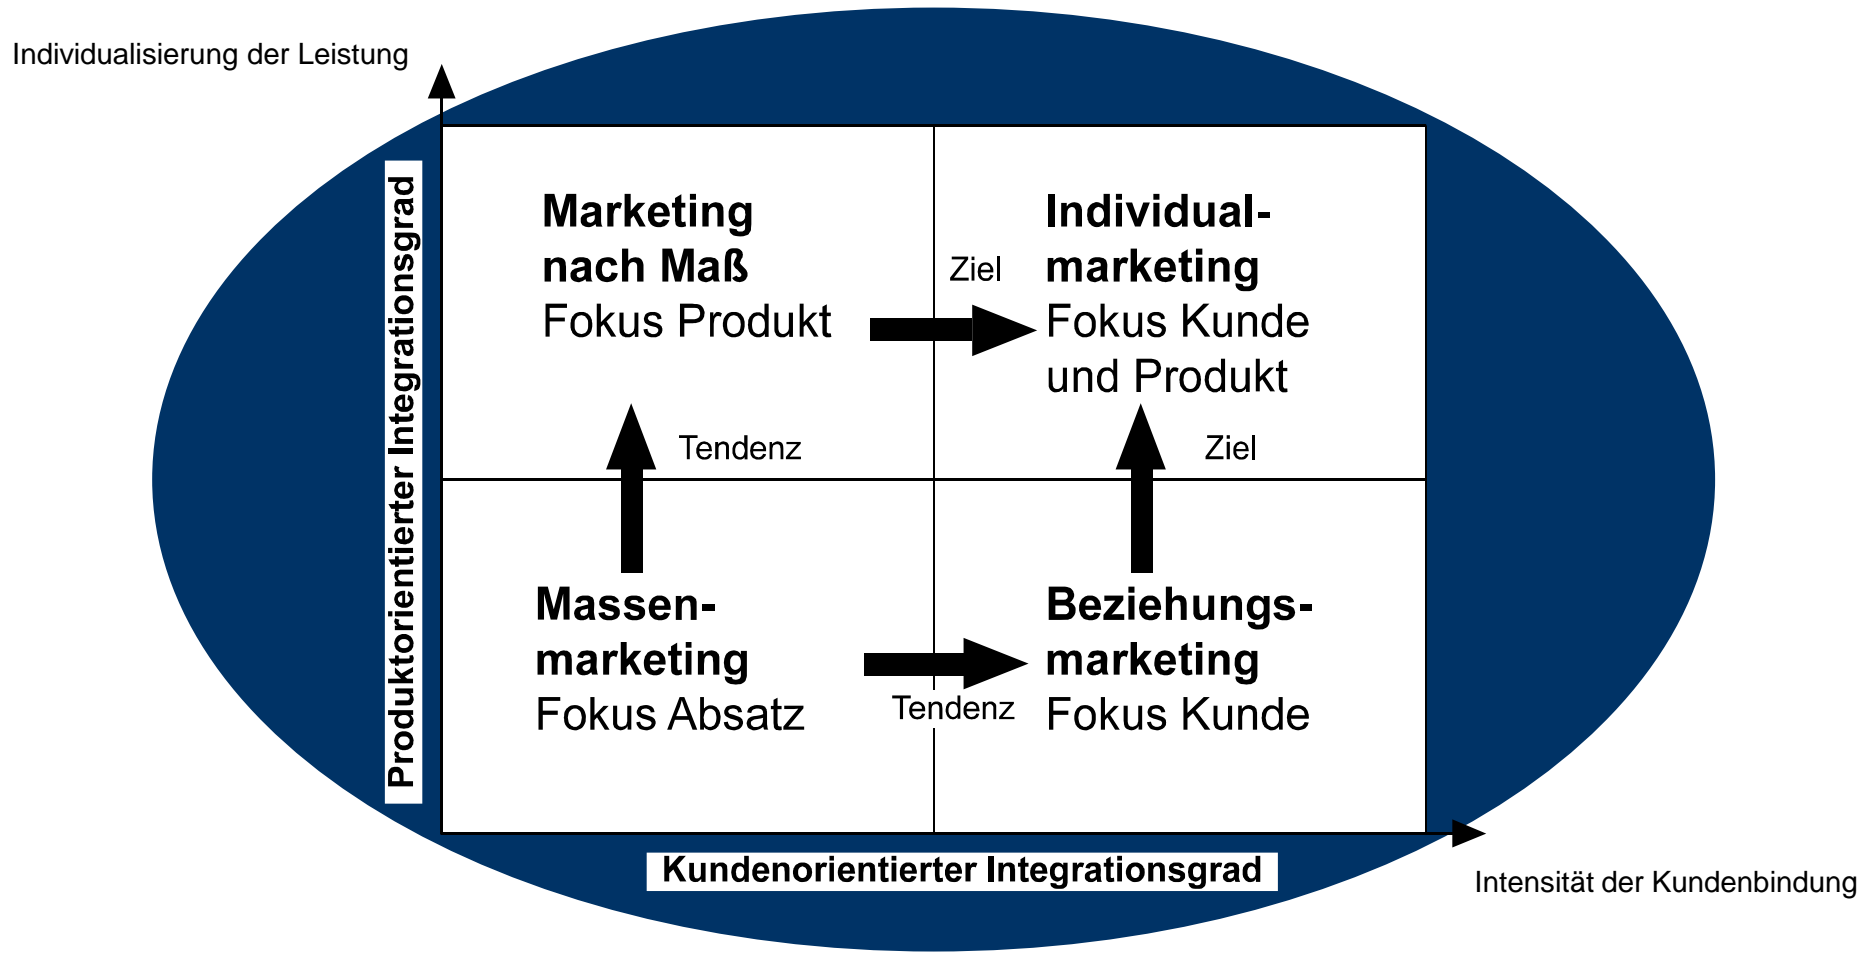 Individualisierung der Leistung
Produktorientierter Integrationsgrad
Marketing
nach Maß
Fokus Produkt
Ziel
Individual-
marketing
Fokus Kunde
und Produkt
Tendenz
Ziel
Massen-
marketing
Fokus Absatz
Tendenz
Beziehungs-
marketing
Fokus Kunde
Kundenorientierter Integrationsgrad
Intensität der Kundenbindung